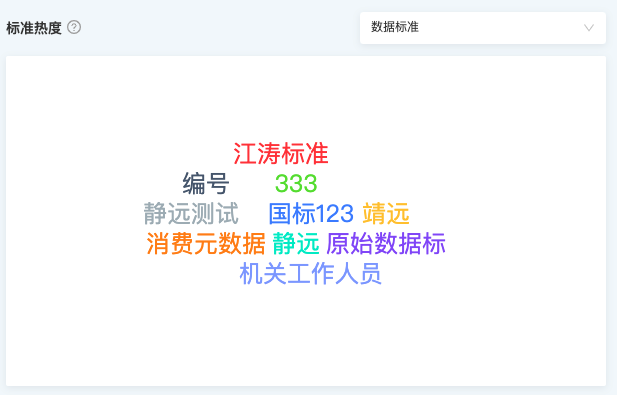 标准热度
数据标准
江涛标准
编号 333
静远测试 国标123 靖远
消费元数据 静远 原始数据标
机关工作人员